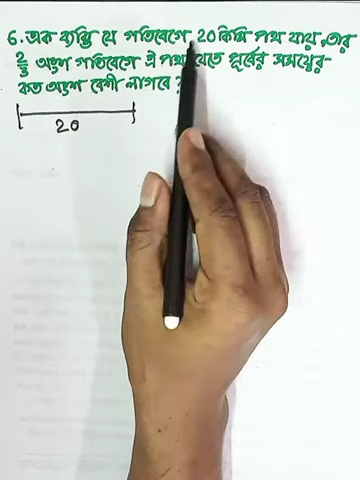 6. এক ব্যক্তি যে গতিবেগে 20 কিমি পথ যায়, তার
2/3 অংশ গতিবেগে ঐ পথ যেতে পূর্বের সময়ের
কত অংশ বেশী লাগবে ?
20